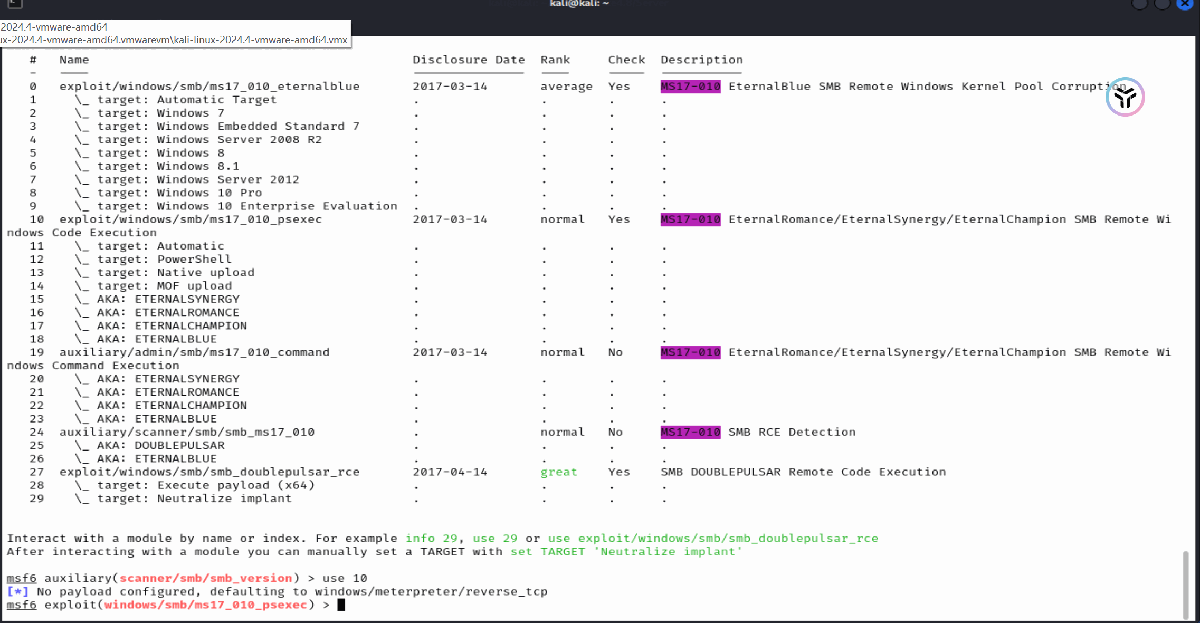 kali@kali: ~
2024.4-vmware-amd64
ux-2024.4-vmware-amd64.vmwarevm\kali-linux-2024.4-vmware-amd64.vmx
# Name Disclosure Date Rank Check Description
- ---- --------------- ---- ----- -----------
0 exploit/windows/smb/ms17_010_eternalblue 2017-03-14 average Yes MS17-010 EternalBlue SMB Remote Windows Kernel Pool Corruption
1 \_ target: Automatic Target . . . .
2 \_ target: Windows 7 . . . .
3 \_ target: Windows Embedded Standard 7 . . . .
4 \_ target: Windows Server 2008 R2 . . . .
5 \_ target: Windows 8 . . . .
6 \_ target: Windows 8.1 . . . .
7 \_ target: Windows Server 2012 . . . .
8 \_ target: Windows 10 Pro . . . .
9 \_ target: Windows 10 Enterprise Evaluation . . . .
10 exploit/windows/smb/ms17_010_psexec 2017-03-14 normal Yes MS17-010 EternalRomance/EternalSynergy/EternalChampion SMB Remote Wi
ndows Code Execution
11 \_ target: Automatic . . . .
12 \_ target: PowerShell . . . .
13 \_ target: Native upload . . . .
14 \_ target: MOF upload . . . .
15 \_ AKA: ETERNALSYNERGY . . . .
16 \_ AKA: ETERNALROMANCE . . . .
17 \_ AKA: ETERNALCHAMPION . . . .
18 \_ AKA: ETERNALBLUE . . . .
19 auxiliary/admin/smb/ms17_010_command 2017-03-14 normal No MS17-010 EternalRomance/EternalSynergy/EternalChampion SMB Remote Wi
ndows Command Execution
20 \_ AKA: ETERNALSYNERGY . . . .
21 \_ AKA: ETERNALROMANCE . . . .
22 \_ AKA: ETERNALCHAMPION . . . .
23 \_ AKA: ETERNALBLUE . . . .
24 auxiliary/scanner/smb/smb_ms17_010 . normal No MS17-010 SMB RCE Detection
25 \_ AKA: DOUBLEPULSAR . . . .
26 \_ AKA: ETERNALBLUE . . . .
27 exploit/windows/smb/smb_doublepulsar_rce 2017-04-14 great Yes SMB DOUBLEPULSAR Remote Code Execution
28 \_ target: Execute payload (x64) . . . .
29 \_ target: Neutralize implant . . . .
Interact with a module by name or index. For example info 29, use 29 or use exploit/windows/smb/smb_doublepulsar_rce
After interacting with a module you can manually set a TARGET with set TARGET 'Neutralize implant'
msf6 auxiliary(scanner/smb/smb_version) > use 10
[*] No payload configured, defaulting to windows/meterpreter/reverse_tcp
msf6 exploit(windows/smb/ms17_010_psexec) >